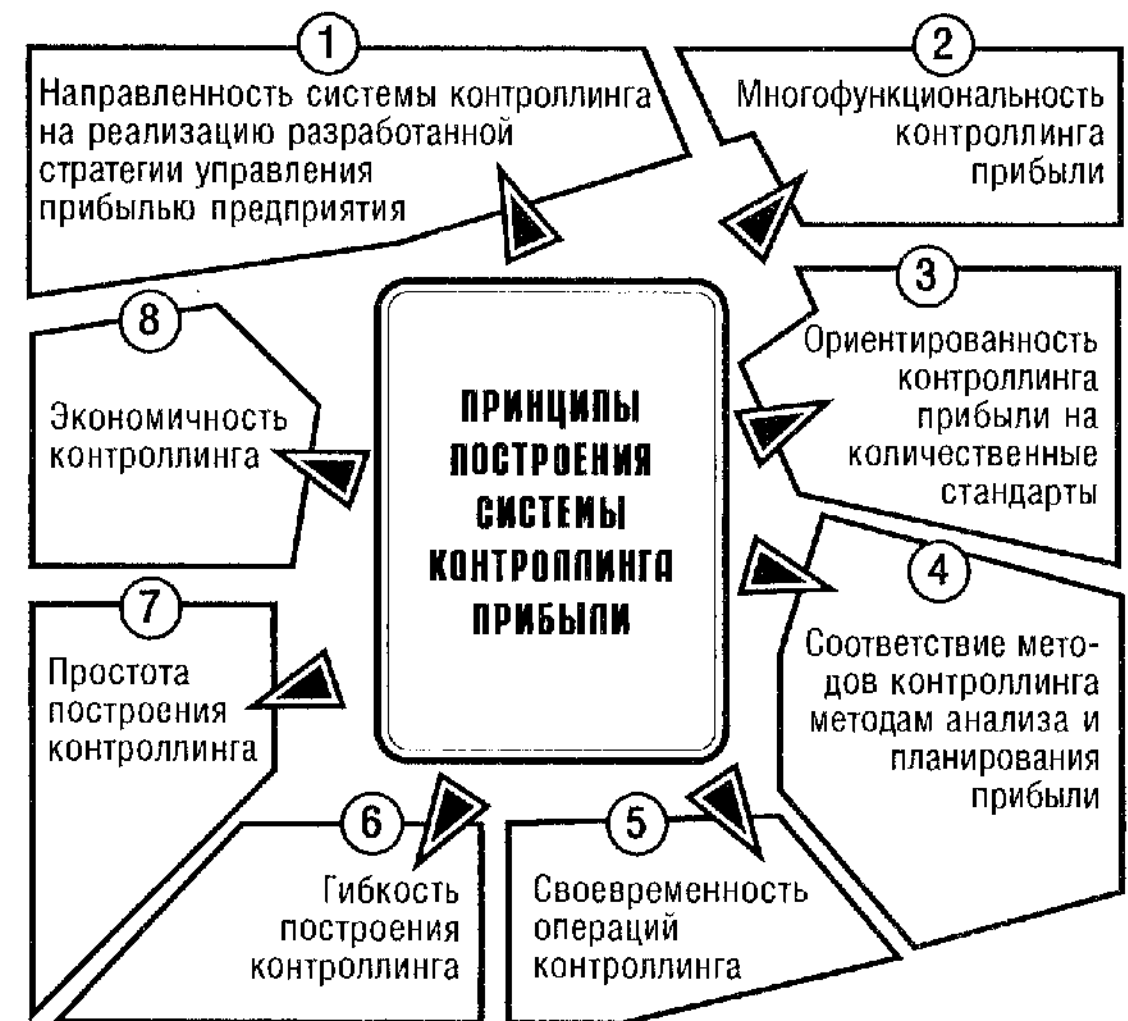 1
Направленность системы контроллинга
на реализацию разработанной
стратегии управления
прибылью предприятия
2
Многофункциональность
контроллинга
прибыли
3
Ориентированность
контроллинга
прибыли на
количественные
стандарты
4
Соответствие мето-
дов контроллинга
методам анализа и
планирования
прибыли
5
Своевременность
операций
контроллинга
6
Гибкость
построения
контроллинга
7
Простота
построения
контроллинга
8
Экономичность
контроллинга
ПРИНЦИПЫ
ПОСТРОЕНИЯ
СИСТЕМЫ
КОНТРОЛЛИНГА
ПРИБЫЛИ